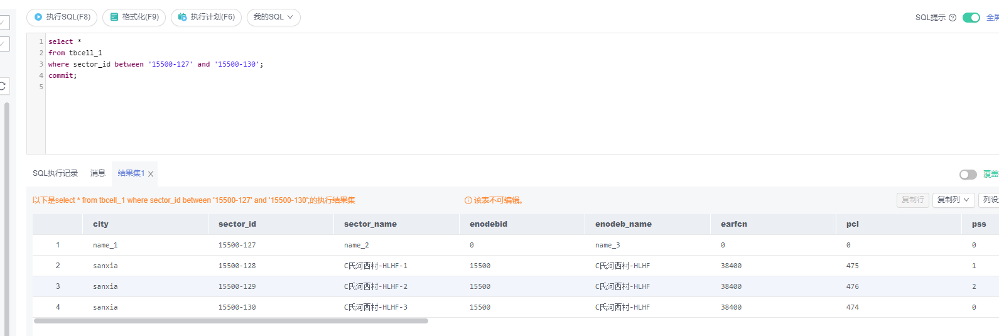 执行SQL(F8) 格式化(F9) 执行计划(F6) 我的SQL SQL提示 全屏
1 select *
2 from tbcell_1
3 where sector_id between '15500-127' and '15500-130';
4 commit;
5
SQL执行记录 消息 结果集1 覆盖
以下是select * from tbcell_1 where sector_id between '15500-127' and '15500-130';的执行结果集 该表不可编辑。 复制行 复制列 列设
city sector_id sector_name enodebid enodeb_name earfcn pcl pss
1 name_1 15500-127 name_2 0 name_3 0 0 0
2 sanxia 15500-128 C氏河西村-HLHF-1 15500 C氏河西村-HLHF 38400 475 1
3 sanxia 15500-129 C氏河西村-HLHF-2 15500 C氏河西村-HLHF 38400 476 2
4 sanxia 15500-130 C氏河西村-HLHF-3 15500 C氏河西村-HLHF 38400 474 0